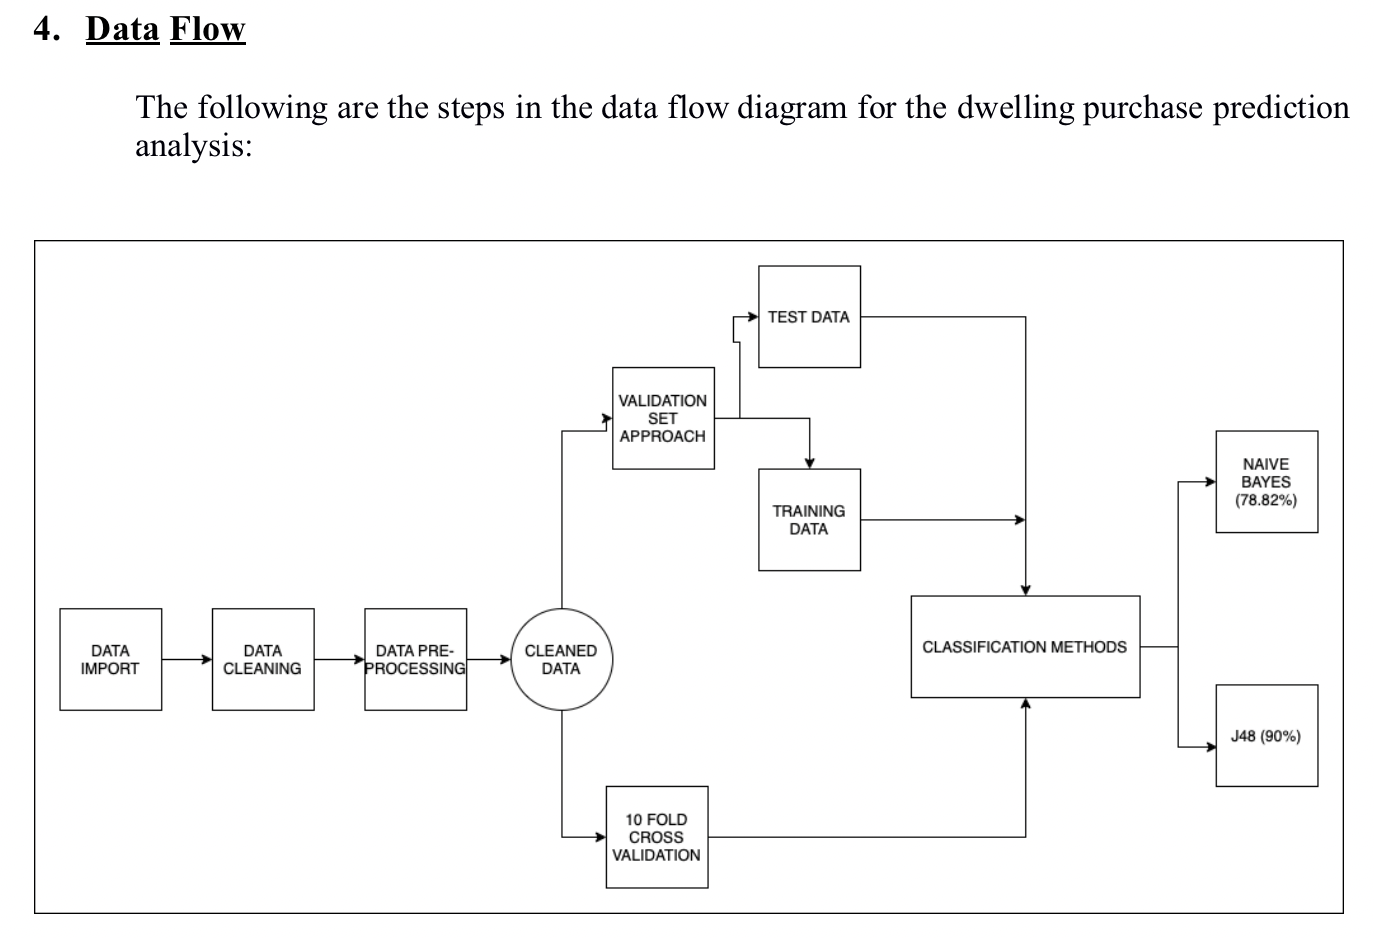 4. Data Flow
The following are the steps in the data flow diagram for the dwelling purchase prediction
analysis:
TEST DATA
VALIDATION
SET
APPROACH
TRAINING
DATA
NAIVE
BAYES
(78.82%)
DATA
IMPORT
DATA
CLEANING
DATA PRE-
PROCESSING
CLEANED
DATA
CLASSIFICATION METHODS
J48 (90%)
10 FOLD
CROSS
VALIDATION